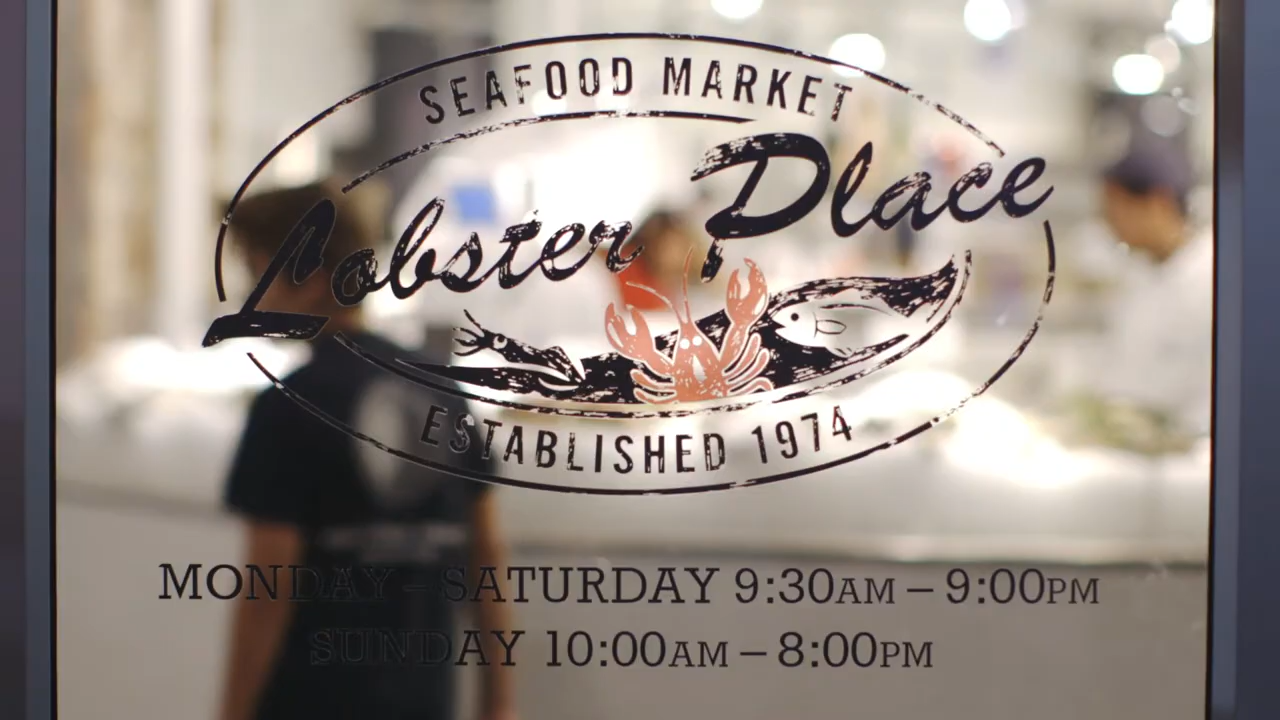 SEAFOOD MARKET
Lobster Place
ESTABLISHED 1974
MONDAY – SATURDAY 9:30AM – 9:00PM
SUNDAY 10:00AM – 8:00PM